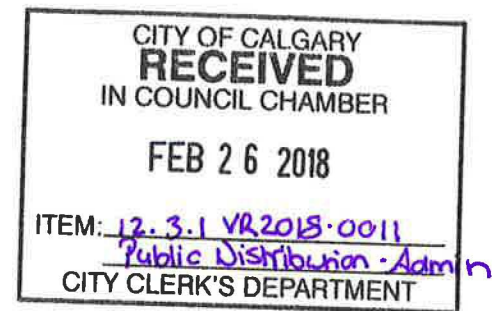 CITY OF CALGARY
RECEIVED
IN COUNCIL CHAMBER
FEB 26 2018
ITEM: 12.3.1 VR2018-0011
Public Distribution - Admin
CITY CLERK'S DEPARTMENT